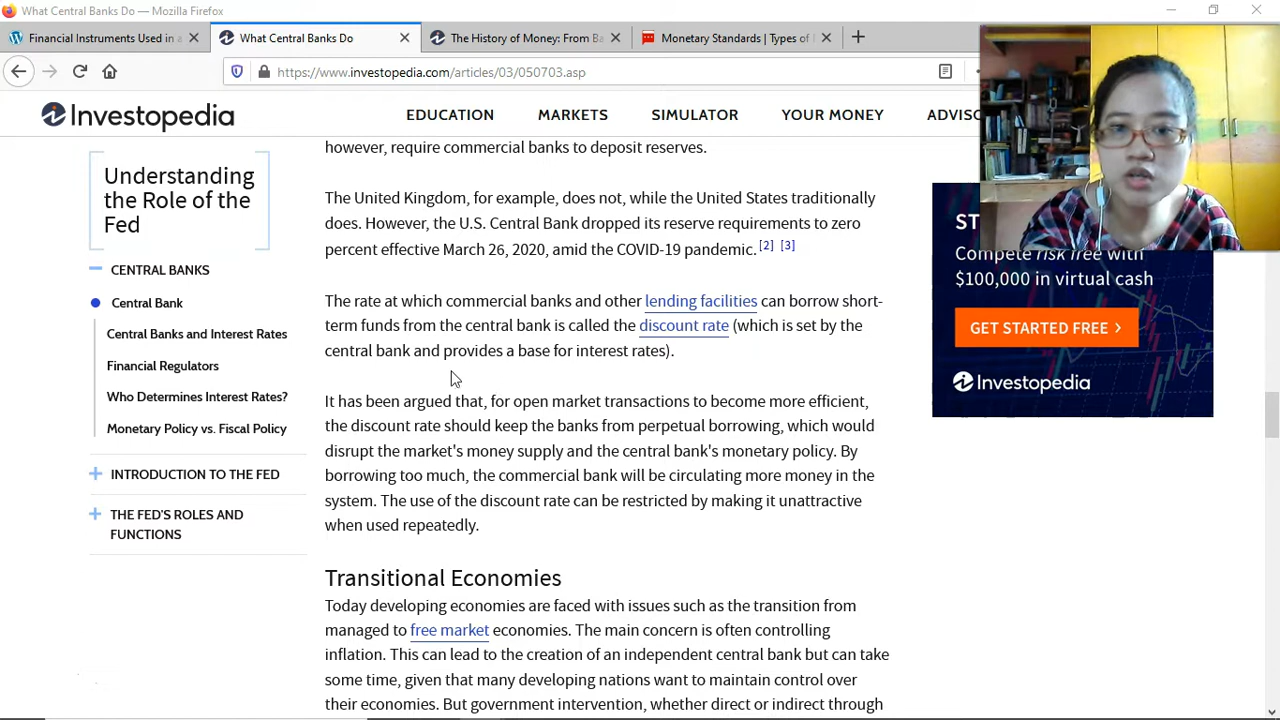 What Central Banks Do — Mozilla Firefox
Financial Instruments Used in
What Central Banks Do
The History of Money: From Ba
Monetary Standards | Types of
https://www.investopedia.com/articles/03/050703.asp
Investopedia
EDUCATION
MARKETS
SIMULATOR
YOUR MONEY
ADVISO
Understanding
the Role of the
Fed
CENTRAL BANKS
Central Bank
Central Banks and Interest Rates
Financial Regulators
Who Determines Interest Rates?
Monetary Policy vs. Fiscal Policy
INTRODUCTION TO THE FED
THE FED'S ROLES AND
FUNCTIONS
however, require commercial banks to deposit reserves.
The United Kingdom, for example, does not, while the United States traditionally
does. However, the U.S. Central Bank dropped its reserve requirements to zero
percent effective March 26, 2020, amid the COVID-19 pandemic. [2] [3]
The rate at which commercial banks and other lending facilities can borrow short-
term funds from the central bank is called the discount rate (which is set by the
central bank and provides a base for interest rates).
It has been argued that, for open market transactions to become more efficient,
the discount rate should keep the banks from perpetual borrowing, which would
disrupt the market's money supply and the central bank's monetary policy. By
borrowing too much, the commercial bank will be circulating more money in the
system. The use of the discount rate can be restricted by making it unattractive
when used repeatedly.
Transitional Economies
Today developing economies are faced with issues such as the transition from
managed to free market economies. The main concern is often controlling
inflation. This can lead to the creation of an independent central bank but can take
some time, given that many developing nations want to maintain control over
their economies. But government intervention, whether direct or indirect through
ST
Compete risk free with
$100,000 in virtual cash
GET STARTED FREE >
Investopedia